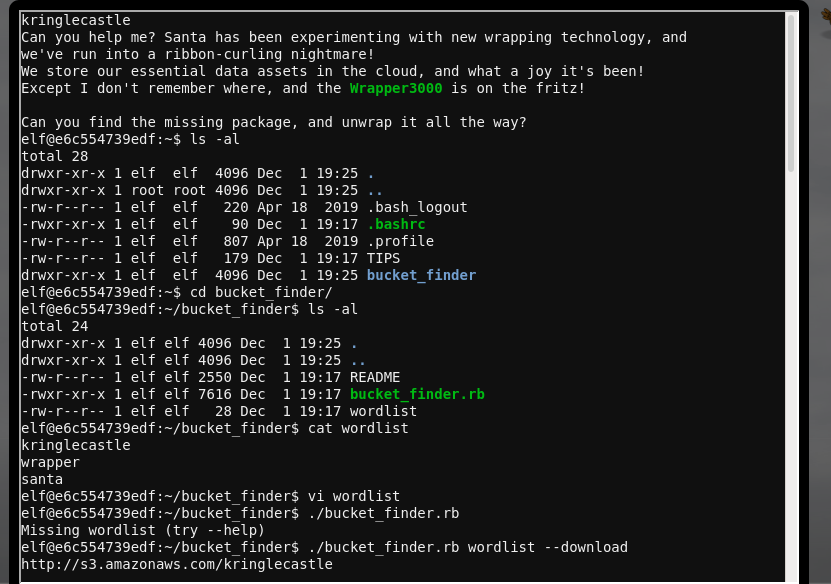 kringlecastle
Can you help me? Santa has been experimenting with new wrapping technology, and
we've run into a ribbon-curling nightmare!
We store our essential data assets in the cloud, and what a joy it's been!
Except I don't remember where, and the Wrapper3000 is on the fritz!
Can you find the missing package, and unwrap it all the way?
elf@e6c554739edf:~$ ls -al
total 28
drwxr-xr-x 1 elf  elf  4096 Dec  1 19:25 .
drwxr-xr-x 1 root root 4096 Dec  1 19:25 ..
-rw-r--r-- 1 elf  elf   220 Apr 18  2019 .bash_logout
-rwxr-xr-x 1 elf  elf    90 Dec  1 19:17 .bashrc
-rw-r--r-- 1 elf  elf   807 Apr 18  2019 .profile
-rw-r--r-- 1 elf  elf   179 Dec  1 19:17 TIPS
drwxr-xr-x 1 elf  elf  4096 Dec  1 19:25 bucket_finder
elf@e6c554739edf:~$ cd bucket_finder/
elf@e6c554739edf:~/bucket_finder$ ls -al
total 24
drwxr-xr-x 1 elf elf 4096 Dec  1 19:25 .
drwxr-xr-x 1 elf elf 4096 Dec  1 19:25 ..
-rw-r--r-- 1 elf elf 2550 Dec  1 19:17 README
-rwxr-xr-x 1 elf elf 7616 Dec  1 19:17 bucket_finder.rb
-rw-r--r-- 1 elf elf   28 Dec  1 19:17 wordlist
elf@e6c554739edf:~/bucket_finder$ cat wordlist
kringlecastle
wrapper
santa
elf@e6c554739edf:~/bucket_finder$ vi wordlist
elf@e6c554739edf:~/bucket_finder$ ./bucket_finder.rb
Missing wordlist (try --help)
elf@e6c554739edf:~/bucket_finder$ ./bucket_finder.rb wordlist --download
http://s3.amazonaws.com/kringlecastle